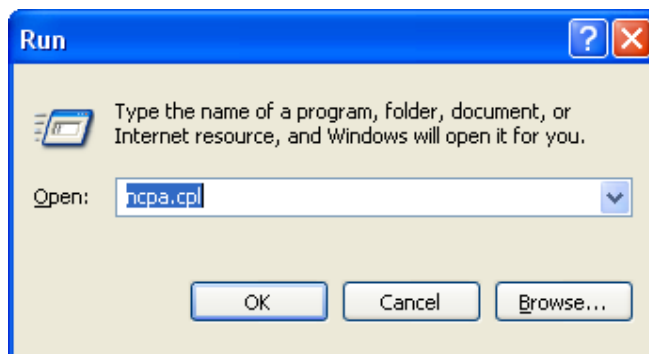 Run
Type the name of a program, folder, document, or
Internet resource, and Windows will open it for you.
Open: ncpa.cpl
OK Cancel Browse...